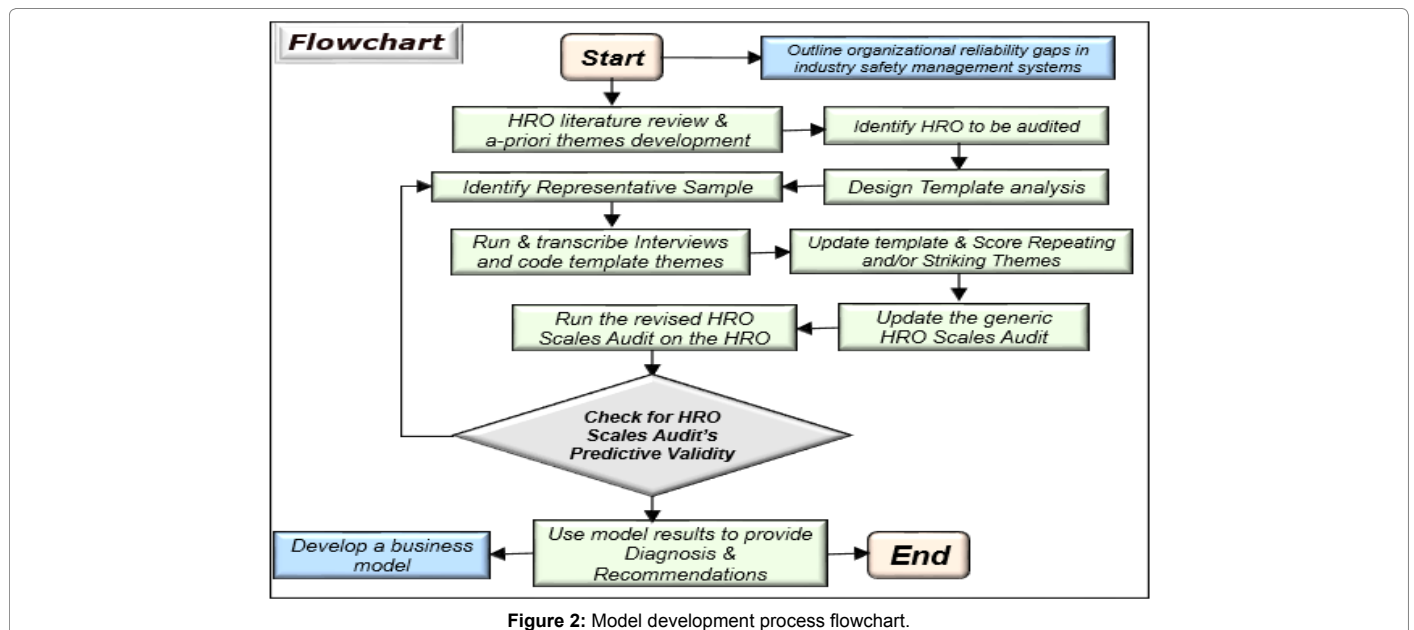 Flowchart
Start
Outline organizational reliability gaps in
industry safety management systems
HRO literature review &
a-priori themes development
Identify HRO to be audited
Identify Representative Sample
Design Template analysis
Run & transcribe Interviews
and code template themes
Update template & Score Repeating
and/or Striking Themes
Run the revised HRO
Scales Audit on the HRO
Update the generic
HRO Scales Audit
Check for HRO
Scales Audit's
Predictive Validity
Develop a business
model
Use model results to provide
Diagnosis &
Recommendations
End
Figure 2: Model development process flowchart.